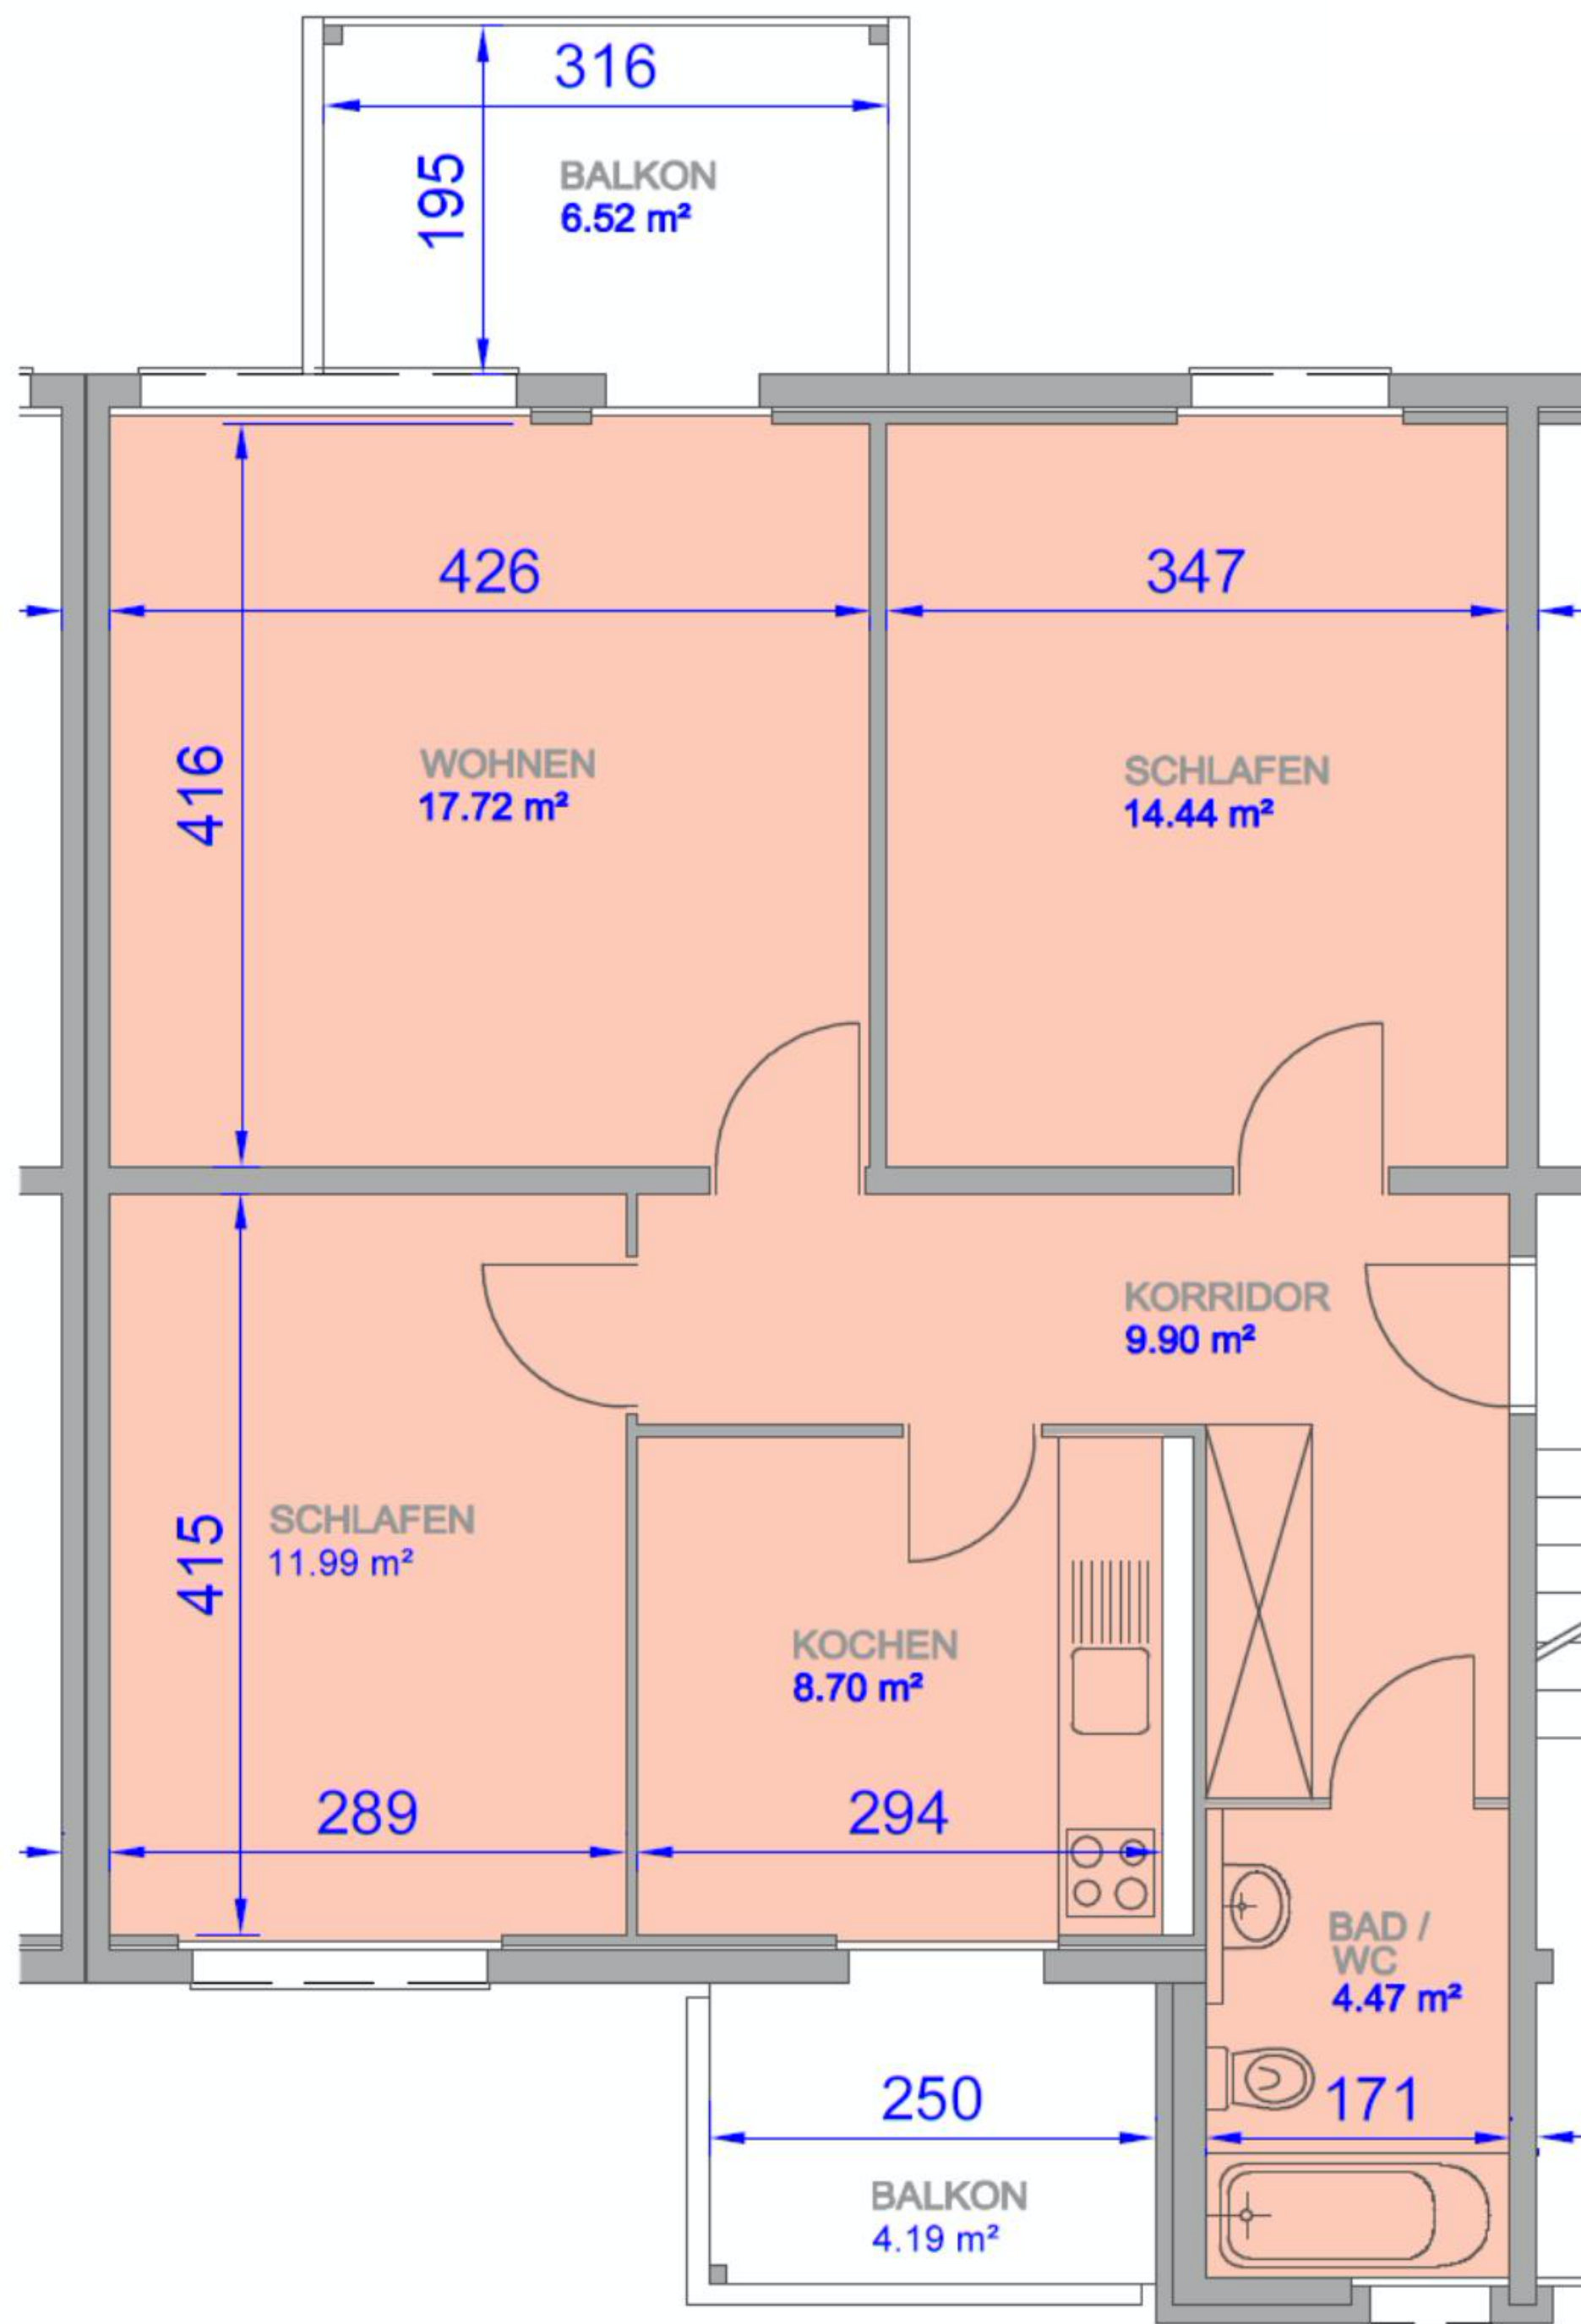 316
195
BALKON
6.52 m²
426
347
416
WOHNEN
17.72 m²
SCHLAFEN
14.44 m²
KORRIDOR
9.90 m²
415
SCHLAFEN
11.99 m²
KOCHEN
8.70 m²
289
294
BAD /
WC
4.47 m²
250
171
BALKON
4.19 m²